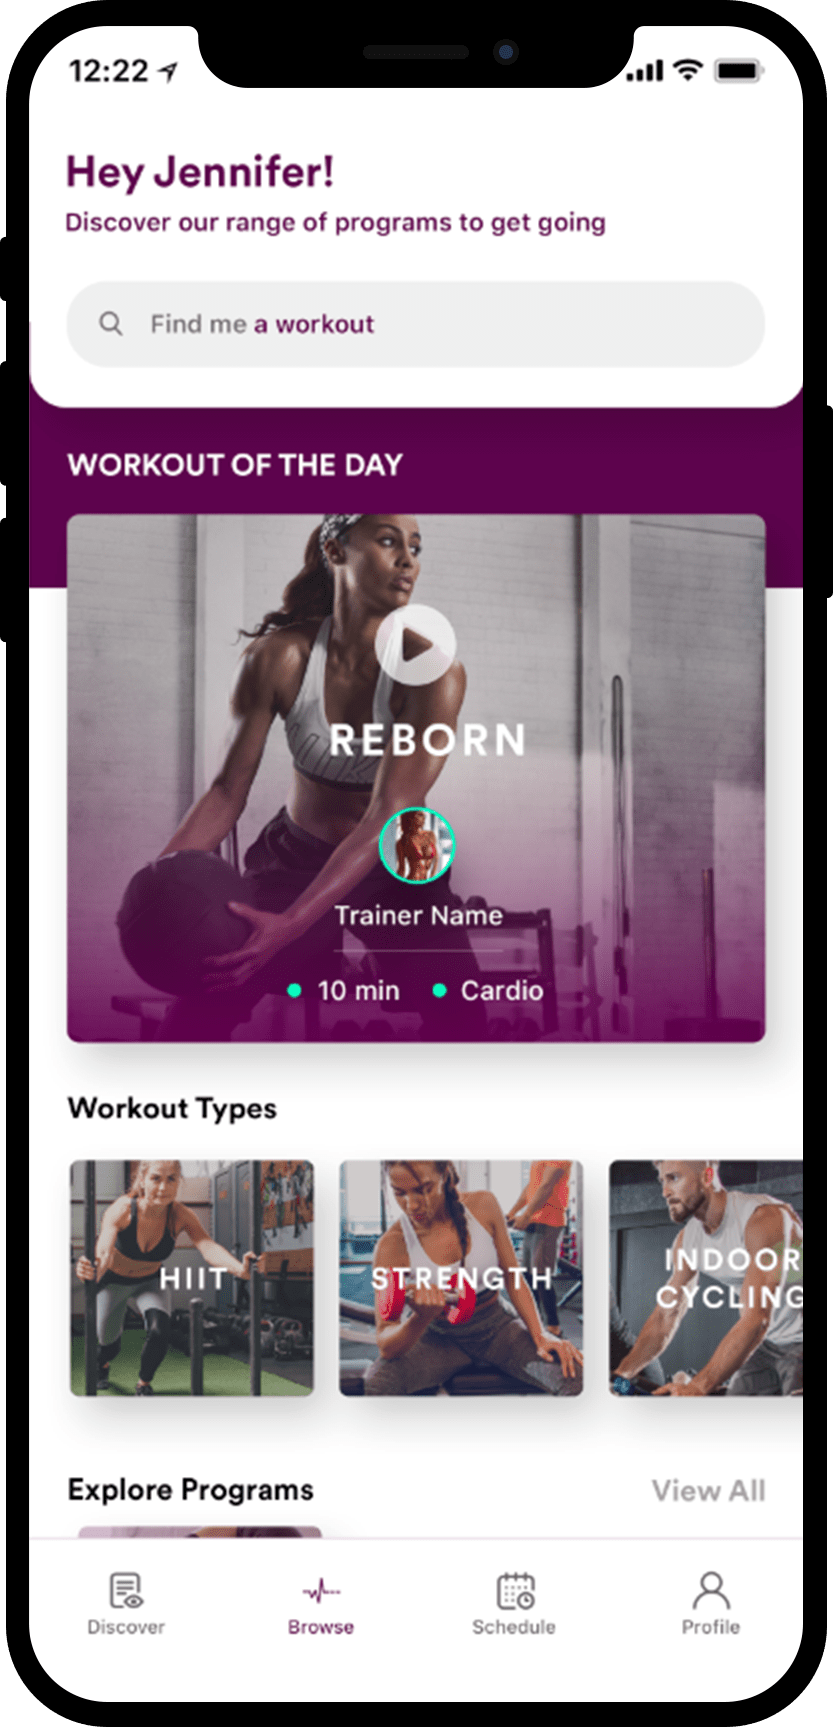 12:22
Hey Jennifer!
Discover our range of programs to get going
Find me a workout
WORKOUT OF THE DAY
REBORN
Trainer Name
10 min Cardio
Workout Types
HIIT
STRENGTH
INDOOR
CYCLING
Explore Programs
View All
Discover
Browse
Schedule
Profile